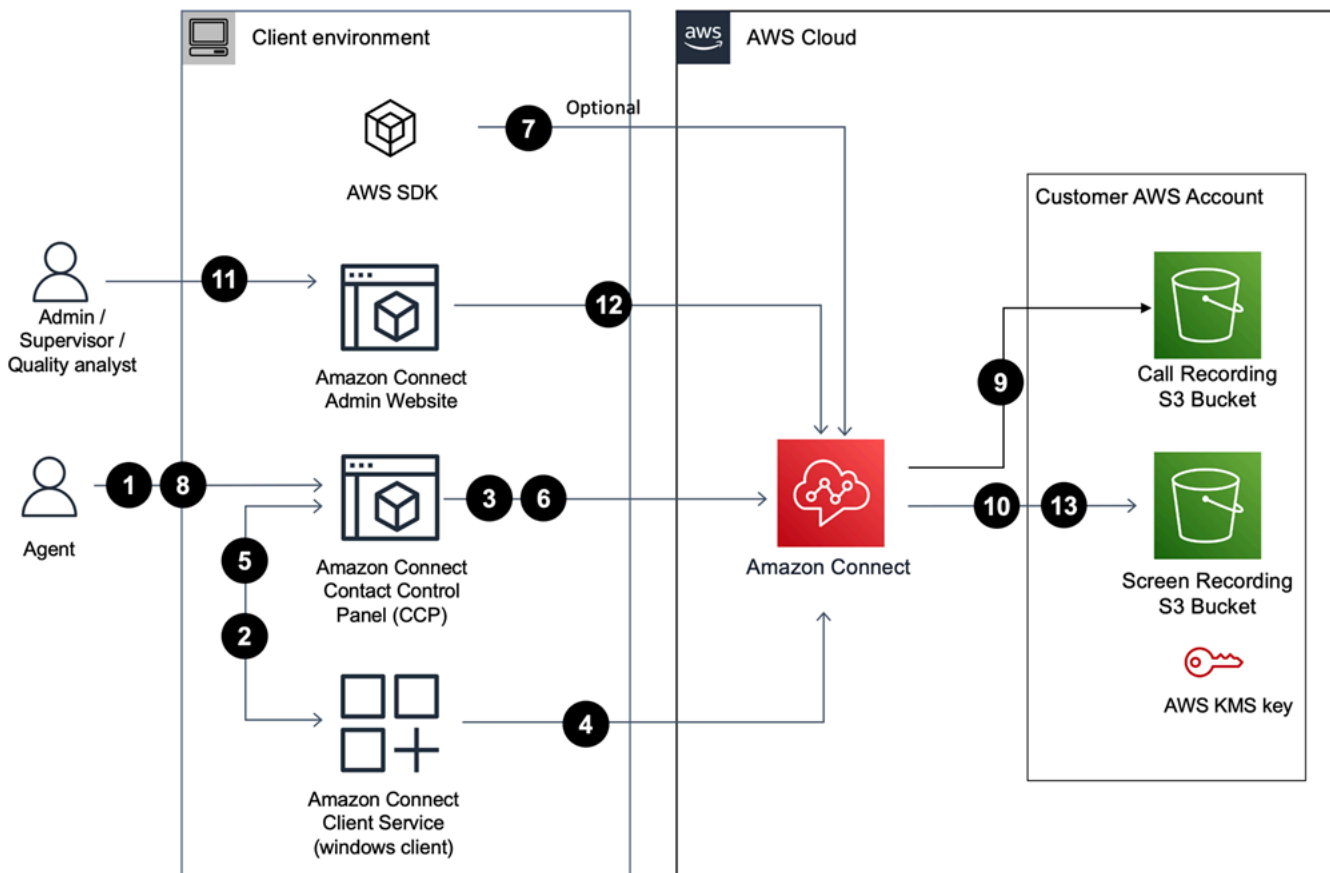 Client environment
aws
AWS Cloud
Optional
7
AWS SDK
Customer AWS Account
11
12
Admin /
Supervisor /
Quality analyst
Amazon Connect
Admin Website
9
Call Recording
S3 Bucket
1
8
3
6
10
13
Agent
5
Amazon Connect
Contact Control
Panel (CCP)
Amazon Connect
Screen Recording
S3 Bucket
2
AWS KMS key
4
Amazon Connect
Client Service
(windows client)